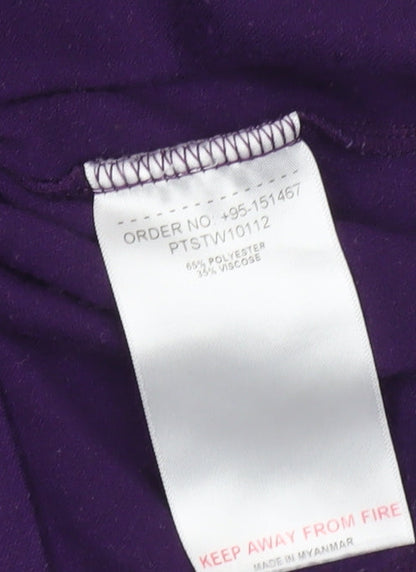 ORDER NO. +95-151467
PTSTW10112
65% POLYESTER
35% VISCOSE
KEEP AWAY FROM FIRE
MADE IN MYANMAR